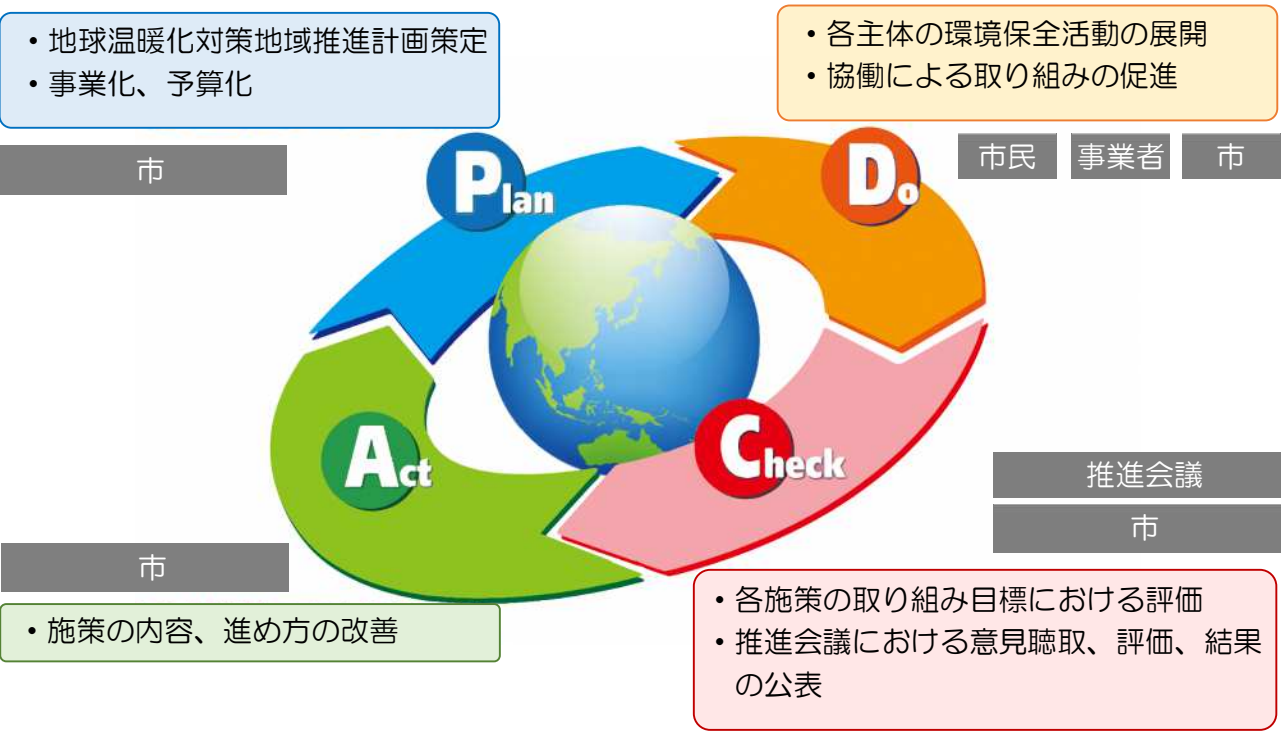 ・地球温暖化対策地域推進計画策定
・事業化、予算化
市
Plan
・各主体の環境保全活動の展開
・協働による取り組みの促進
市民 事業者 市
Do
Check
推進会議
市
・各施策の取り組み目標における評価
・推進会議における意見聴取、評価、結果
の公表
Act
市
・施策の内容、進め方の改善